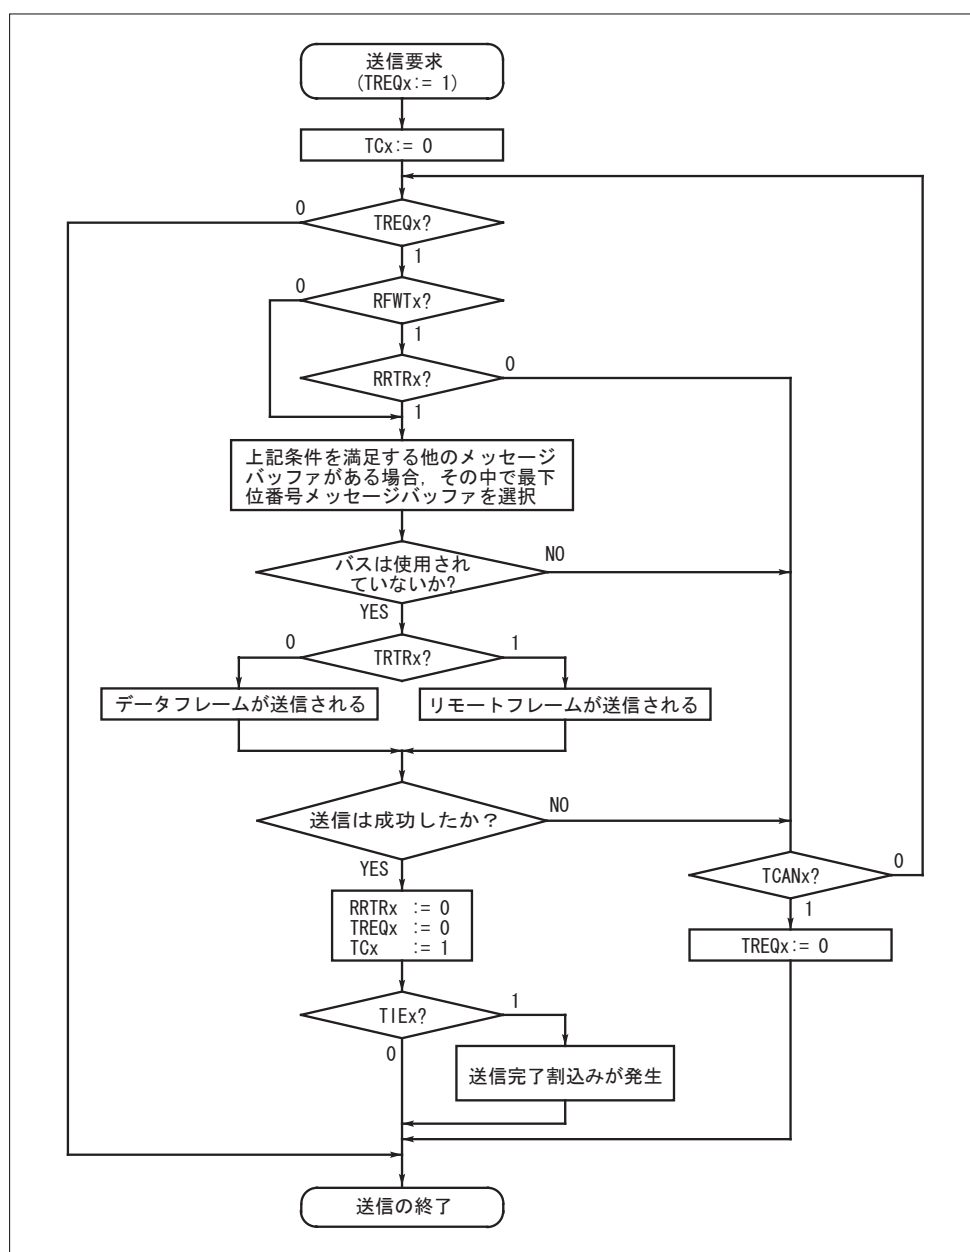 送信要求
(TREQx:= 1)
TCx:= 0
0
TREQx?
1
0
RFWTx?
1
RRTRx?
0
1
上記条件を満足する他のメッセージ
バッファがある場合, その中で最下
位番号メッセージバッファを選択
バスは使用され
ていないか?
NO
YES
0
TRTRx?
1
データフレームが送信される
リモートフレームが送信される
送信は成功したか？
NO
YES
TCANx?
0
1
RRTRx := 0
TREQx := 0
TCx := 1
TREQx:= 0
TIEx?
1
0
送信完了割込みが発生
送信の終了